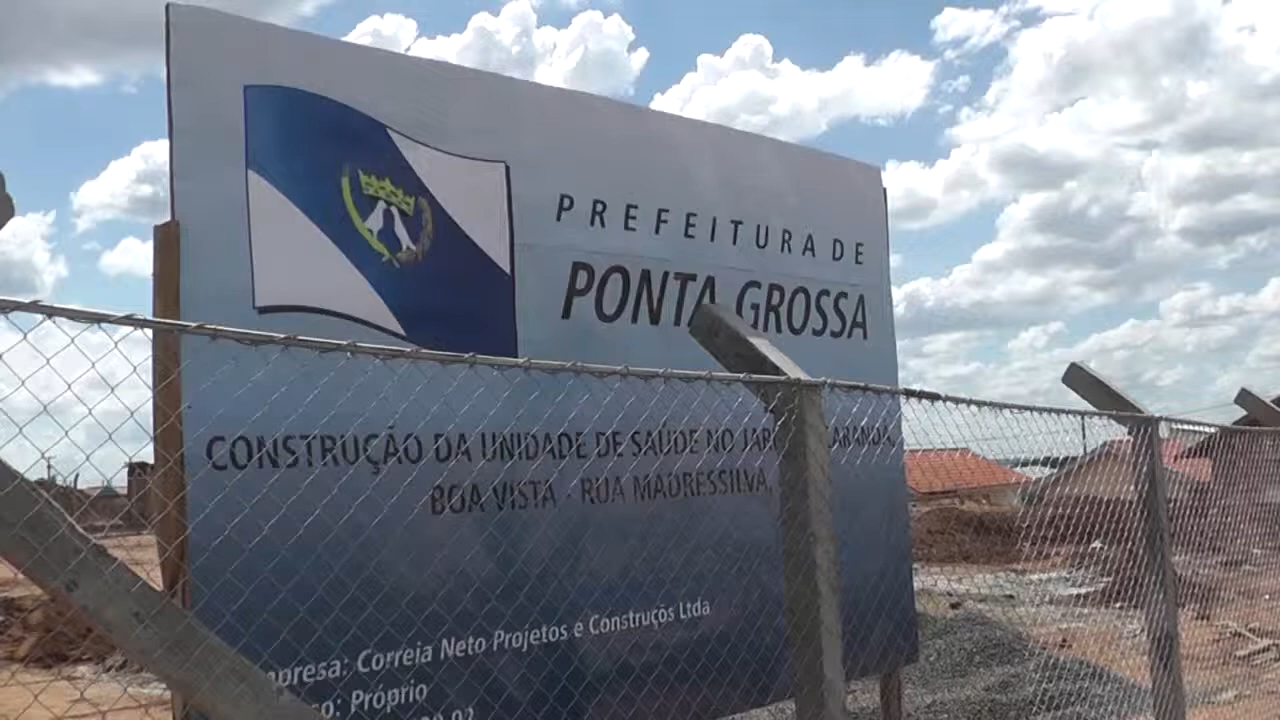 PREFEITURA DE
PONTA GROSSA
CONSTRUÇÃO DA UNIDADE DE SAÚDE NO
BOA VISTA - RUA MADRESSILVA,
Correia Neto Projetos e Construçõs Ltda
Próprio